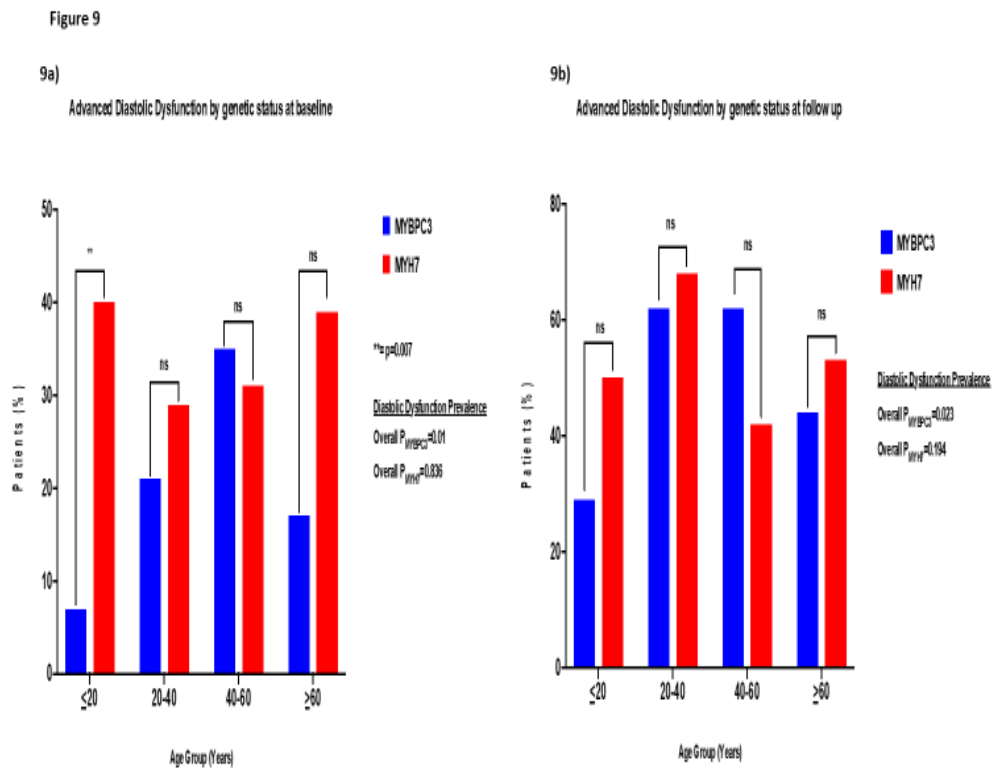 Figure 9
9a)
Advanced Diastolic Dysfunction by genetic status at baseline
50
40
30
20
10
0
Patients (%)
**
ns
ns
ns
MYBPC3
MYH7
**= p=0.007
Diastolic Dysfunction Prevalence
Overall P MYBPC3=0.01
Overall P MYH7=0.836
≤20
20-40
40-60
≥60
Age Group (Years)
9b)
Advanced Diastolic Dysfunction by genetic status at follow up
80
60
40
20
0
Patients (%)
ns
ns
ns
ns
MYBPC3
MYH7
Diastolic Dysfunction Prevalence
Overall P MYBPC3=0.023
Overall P MYH7=0.194
≤20
20-40
40-60
≥60
Age Group (Years)